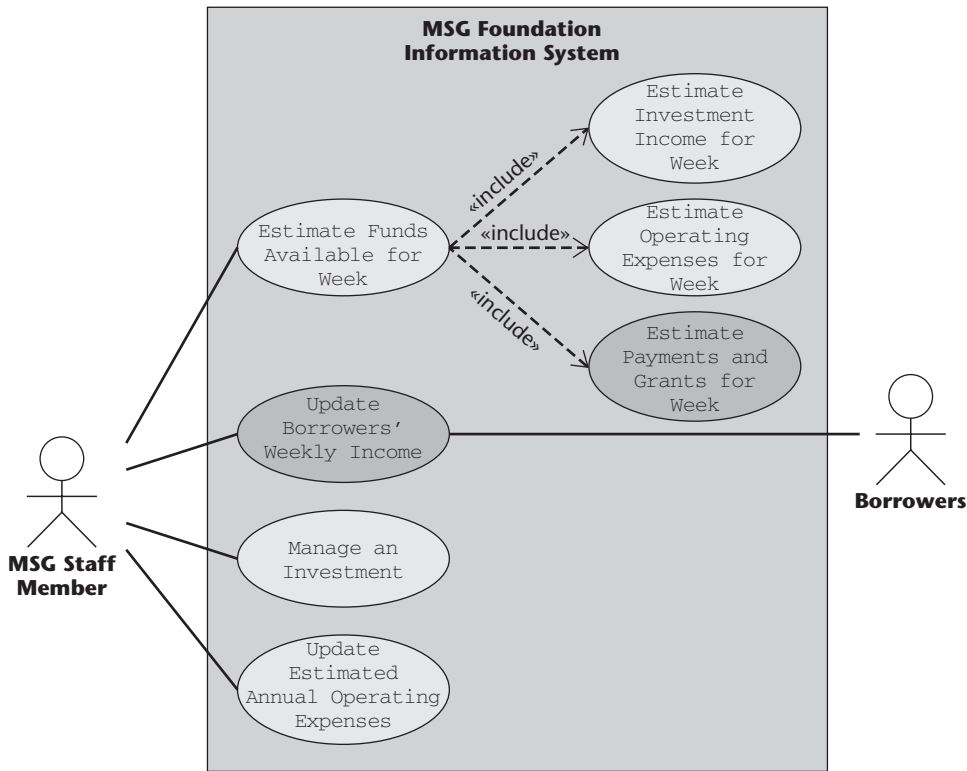 MSG Foundation
Information System
Estimate
Investment
Income for
Week
«include»
Estimate Funds
Available for
Week
«include»
Estimate
Operating
Expenses for
Week
«include»
Estimate
Payments and
Grants for
Week
Update
Borrowers’
Weekly Income
Borrowers
MSG Staff
Member
Manage an
Investment
Update
Estimated
Annual Operating
Expenses